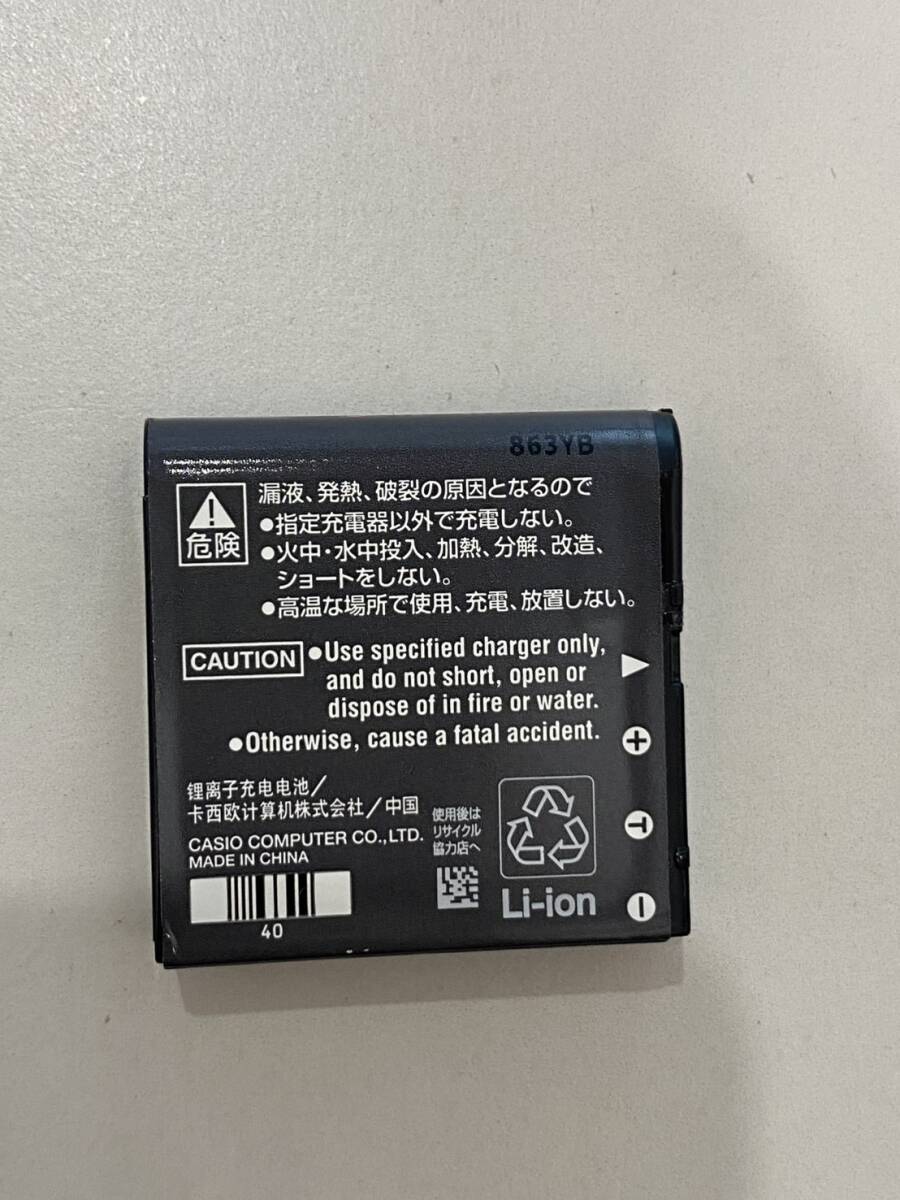 863YB
漏液、発熱、破裂の原因となるので
危険
●指定充電器以外で充電しない。
●火中・水中投入、加熱、分解、改造、
ショートをしない。
●高温な場所で使用、充電、放置しない。
CAUTION
●Use specified charger only,
and do not short, open or
dispose of in fire or water.
●Otherwise, cause a fatal accident.
锂离子充电电池/
卡西欧计算机株式会社/中国
CASIO COMPUTER CO.,LTD.
MADE IN CHINA
40
使用後は
リサイクル
協力店へ
Li-ion
+
T
-